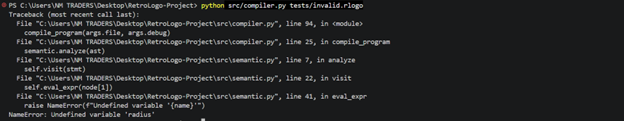 PS C:\Users\NM TRADERS\Desktop\RetroLogo-Project> python src/compiler.py tests/invalid.rlogo
Traceback (most recent call last):
  File "C:\Users\NM TRADERS\Desktop\RetroLogo-Project\src\compiler.py", line 94, in <module>
    compile_program(args.file, args.debug)
  File "C:\Users\NM TRADERS\Desktop\RetroLogo-Project\src\compiler.py", line 25, in compile_program
    semantic.analyze(ast)
  File "C:\Users\NM TRADERS\Desktop\RetroLogo-Project\src\semantic.py", line 7, in analyze
    self.visit(stmt)
  File "C:\Users\NM TRADERS\Desktop\RetroLogo-Project\src\semantic.py", line 22, in visit
    self.eval_expr(node[1])
  File "C:\Users\NM TRADERS\Desktop\RetroLogo-Project\src\semantic.py", line 41, in eval_expr
    raise NameError(f"Undefined variable '{name}'")
NameError: Undefined variable 'radius'